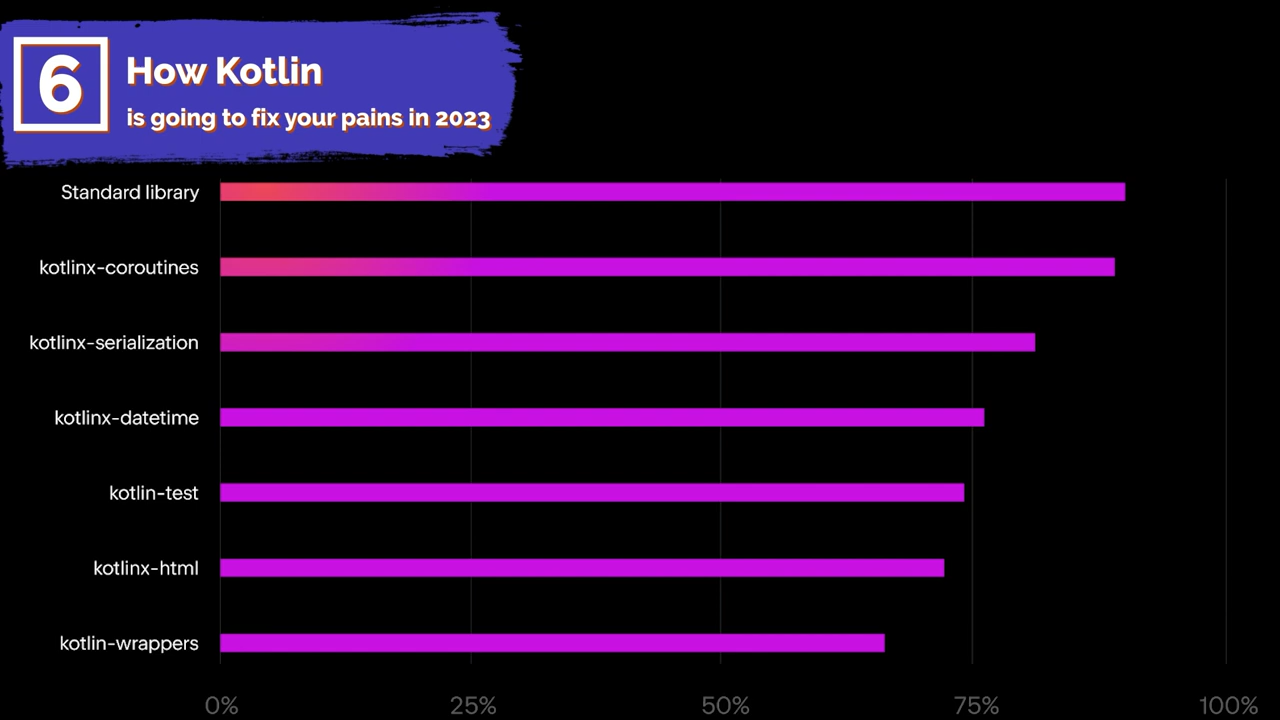 6
How Kotlin
is going to fix your pains in 2023
Standard library
kotlinx-coroutines
kotlinx-serialization
kotlinx-datetime
kotlin-test
kotlinx-html
kotlin-wrappers
0% 25% 50% 75% 100%